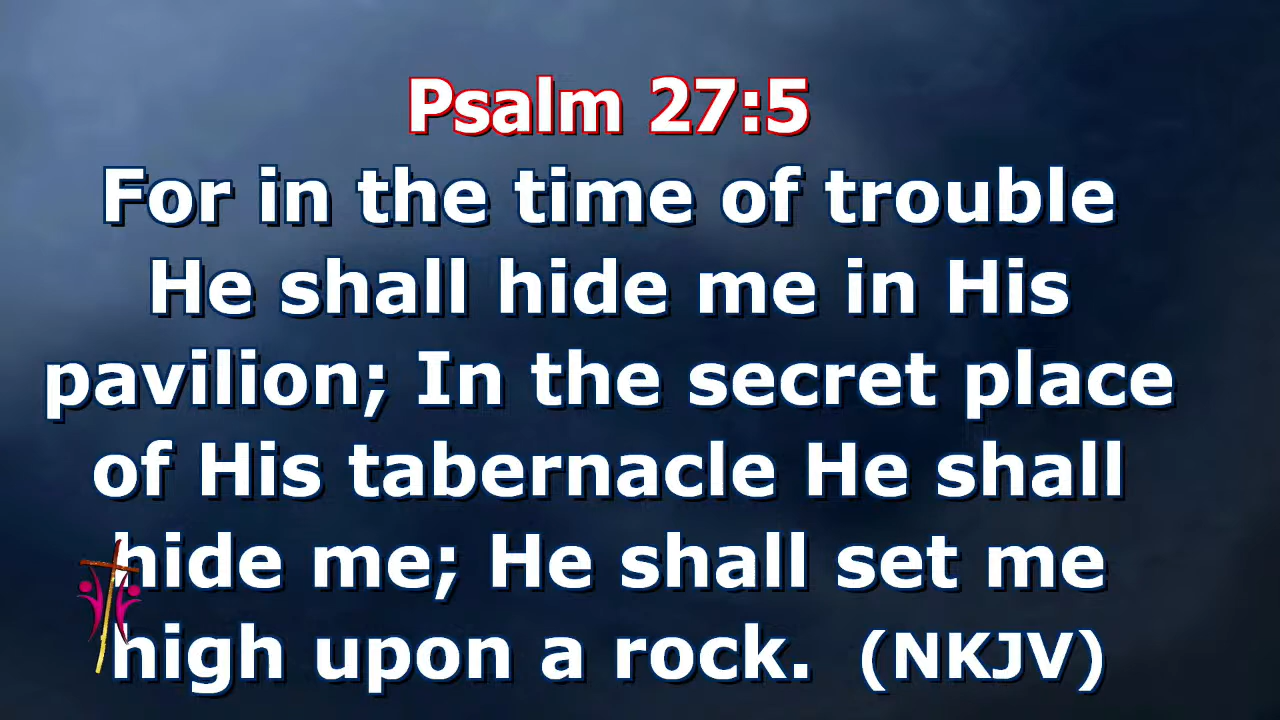 Psalm 27:5
For in the time of trouble
He shall hide me in His
pavilion; In the secret place
of His tabernacle He shall
hide me; He shall set me
high upon a rock.  (NKJV)